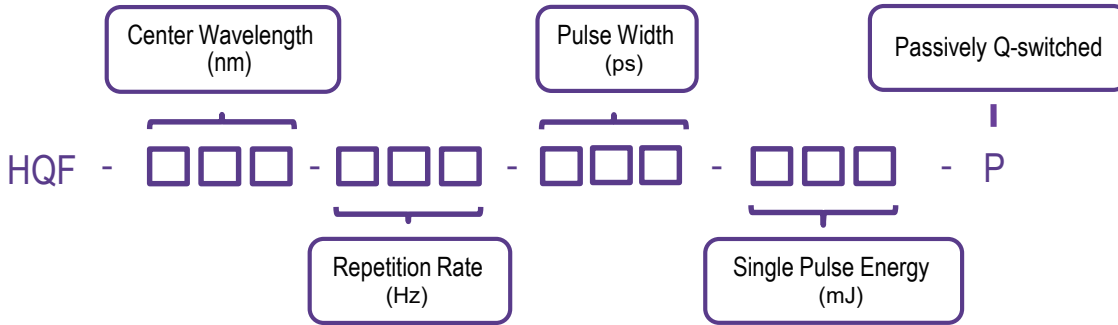 Center Wavelength
(nm)
Pulse Width
(ps)
Passively Q-switched
HQF - □□□ - □□□ - □□□ - □□□ - P
Repetition Rate
(Hz)
Single Pulse Energy
(mJ)